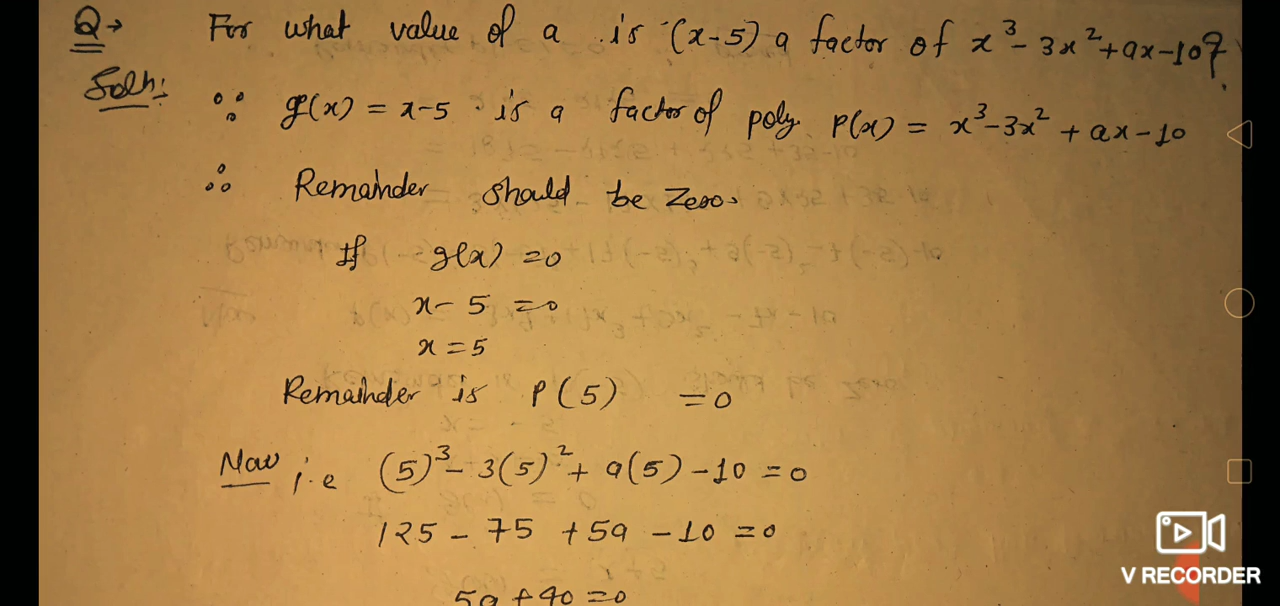 Q→ For what value of a is (x-5) a factor of x³-3x²+ax-10?
Soln:
∵ g(x) = x-5 is a factor of poly P(x) = x³-3x² + ax-10
∴ Remainder should be zero.
If g(x) =0
x- 5 =0
x = 5
Remainder is P(5) =0
Now i.e (5)³- 3(5)²+ a(5) -10 =0
125 - 75 +5a -10 =0
5a +40 =0
V RECORDER